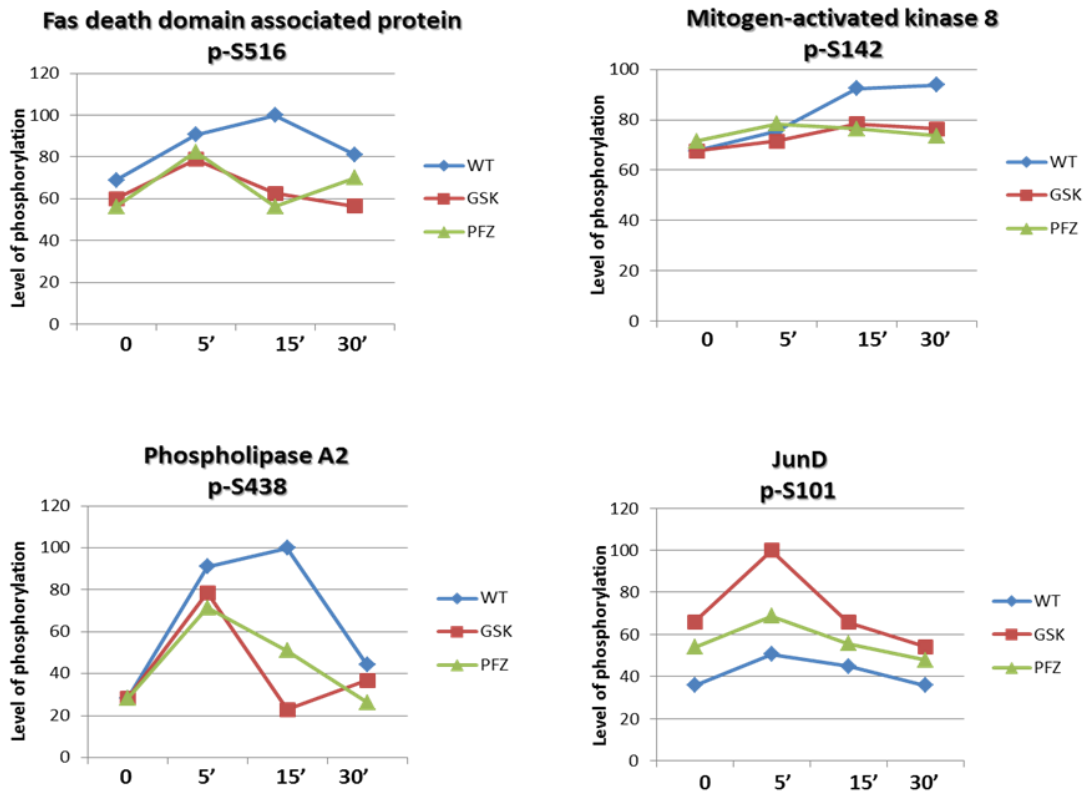 Fas death domain associated protein
p-S516
Level of phosphorylation
120
100
80
60
40
20
0
0 5’ 15’ 30’
WT
GSK
PFZ
Mitogen-activated kinase 8
p-S142
Level of phosphorylation
100
80
60
40
20
0
0 5’ 15’ 30’
WT
GSK
PFZ
Phospholipase A2
p-S438
Level of phosphorylation
120
100
80
60
40
20
0
0 5’ 15’ 30’
WT
GSK
PFZ
JunD
p-S101
Level of phosphorylation
120
100
80
60
40
20
0
0 5’ 15’ 30’
WT
GSK
PFZ